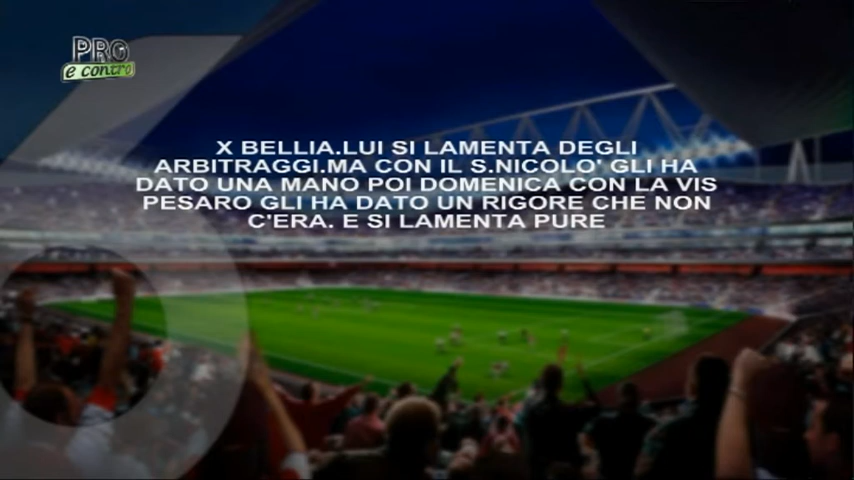 PRO
e contro
X BELLIA.LUI SI LAMENTA DEGLI
ARBITRAGGI.MA CON IL S.NICOLO' GLI HA
DATO UNA MANO POI DOMENICA CON LA VIS
PESARO GLI HA DATO UN RIGORE CHE NON
C'ERA. E SI LAMENTA PURE